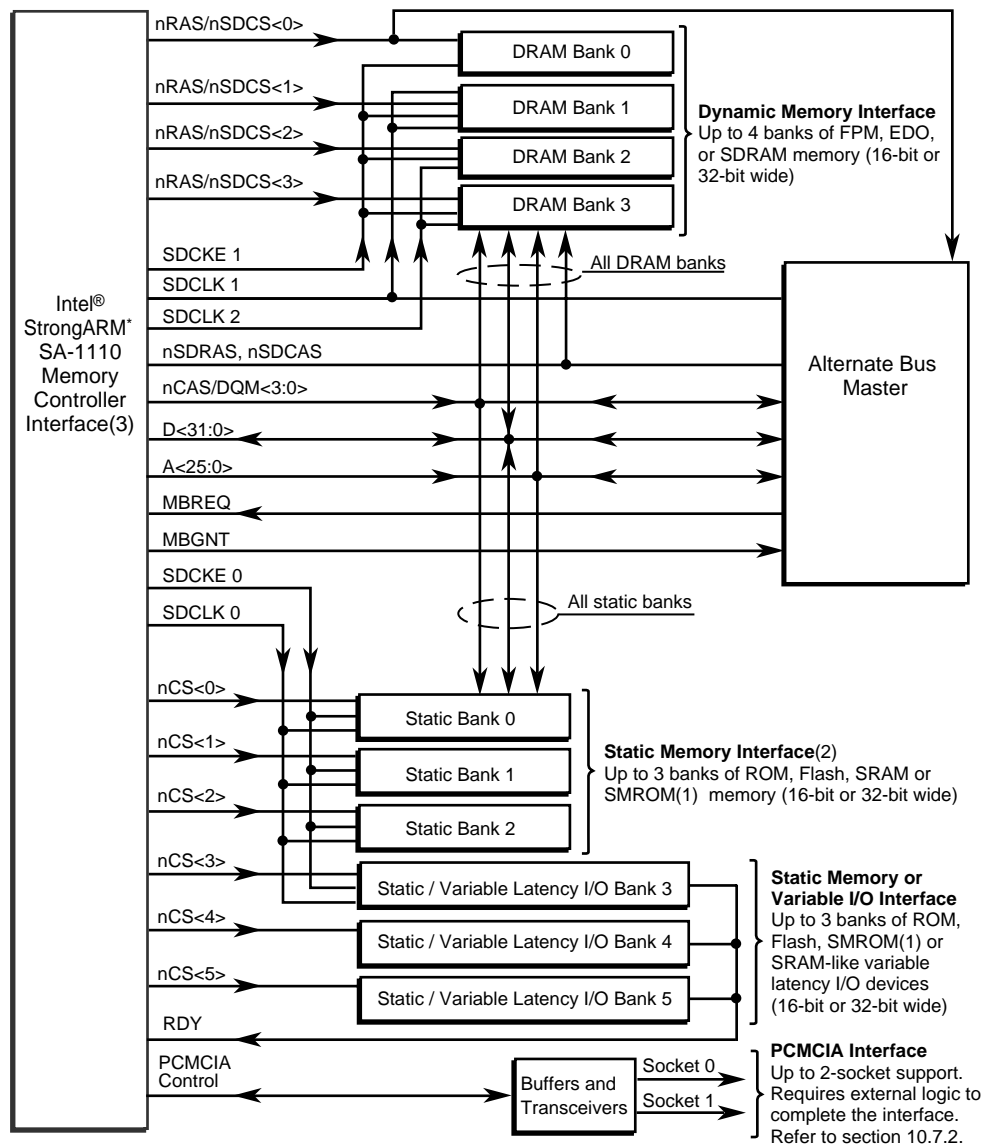 nRAS/nSDCS<0>
DRAM Bank 0
nRAS/nSDCS<1>
DRAM Bank 1
nRAS/nSDCS<2>
DRAM Bank 2
nRAS/nSDCS<3>
DRAM Bank 3
Dynamic Memory Interface
Up to 4 banks of FPM, EDO,
or SDRAM memory (16-bit or
32-bit wide)
SDCKE 1
All DRAM banks
SDCLK 1
SDCLK 2
Intel®
StrongARM*
SA-1110
Memory
Controller
Interface(3)
nSDRAS, nSDCAS
nCAS/DQM<3:0>
D<31:0>
A<25:0>
MBREQ
MBGNT
Alternate Bus
Master
SDCKE 0
SDCLK 0
All static banks
nCS<0>
Static Bank 0
nCS<1>
Static Bank 1
nCS<2>
Static Bank 2
Static Memory Interface(2)
Up to 3 banks of ROM, Flash, SRAM or
SMROM(1) memory (16-bit or 32-bit wide)
nCS<3>
Static / Variable Latency I/O Bank 3
nCS<4>
Static / Variable Latency I/O Bank 4
nCS<5>
Static / Variable Latency I/O Bank 5
Static Memory or
Variable I/O Interface
Up to 3 banks of ROM,
Flash, SMROM(1) or
SRAM-like variable
latency I/O devices
(16-bit or 32-bit wide)
RDY
PCMCIA
Control
Buffers and
Transceivers
Socket 0
Socket 1
PCMCIA Interface
Up to 2-socket support.
Requires external logic to
complete the interface.
Refer to section 10.7.2.